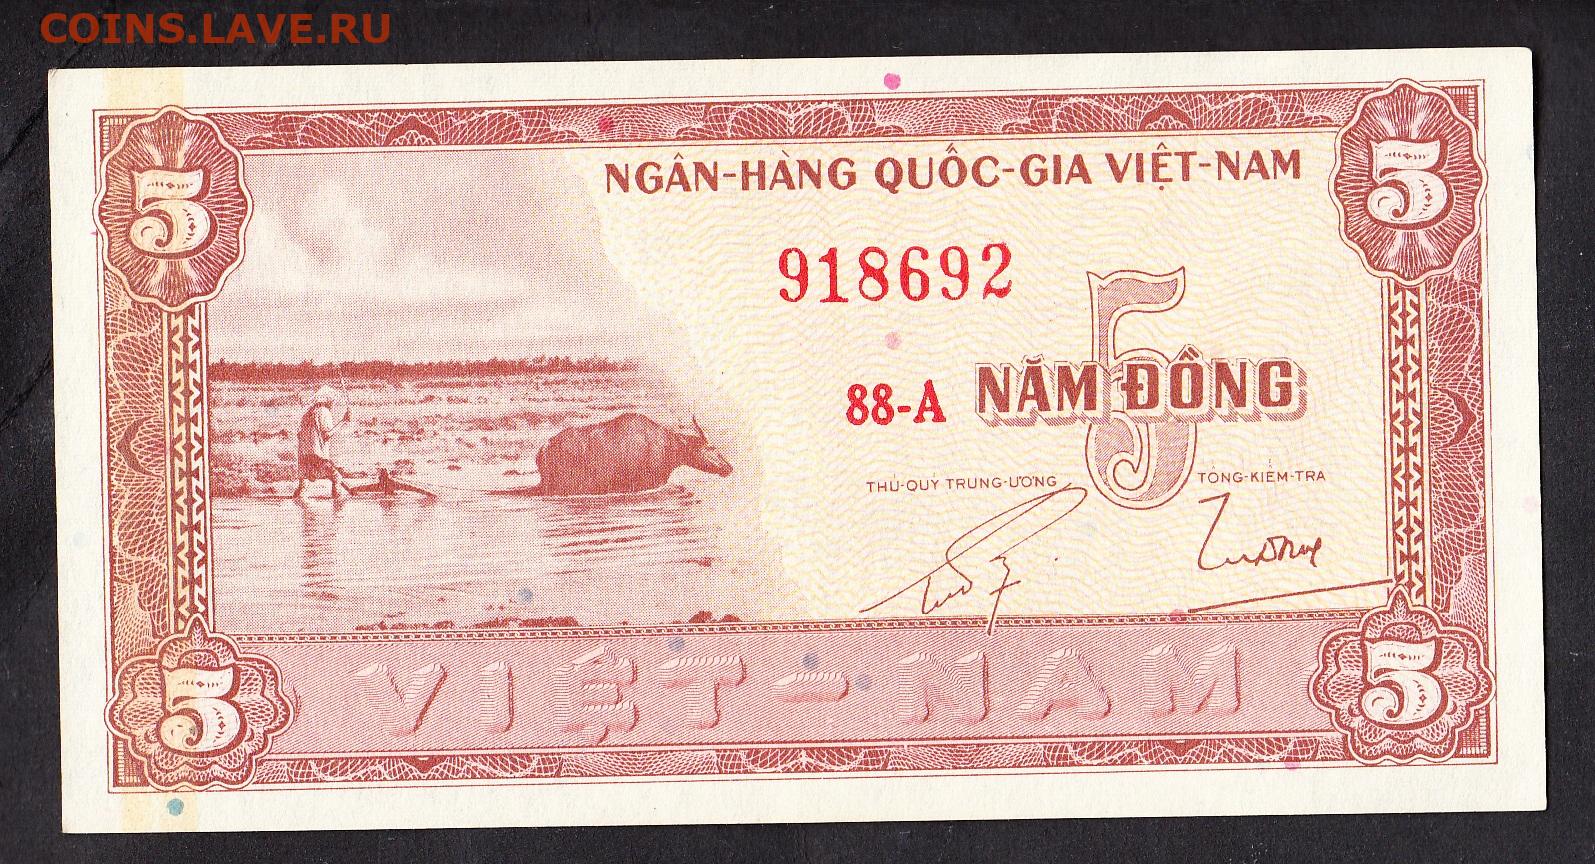 COINS.LAVE.RU
5
5
NGÂN-HÀNG QUỐC-GIA VIỆT-NAM
918692
5
88-A NĂM ĐỒNG
THỦ-QUỸ TRUNG-ƯƠNG
TỔNG-KIỂM-TRA
VIỆT-NAM
5
5